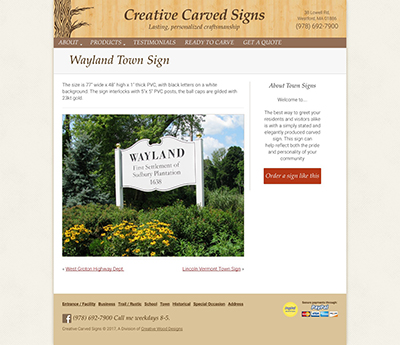 Creative Carved Signs
Lasting, personalized craftsmanship
39 Lowell Rd.
Westford, MA 01886
(978) 692-7900
ABOUT PRODUCTS TESTIMONIALS READY TO CARVE GET A QUOTE
Wayland Town Sign
The size is 77" wide x 48" high x 1" thick PVC, with black letters on a white
background. The sign interlocks with 5"x 5" PVC posts, the ball caps are gilded with
23kt gold.
WAYLAND
First Settlement of
Sudbury Plantation
1638
« West Groton Highway Dept.
Lincoln Vermont Town Sign »
About Town Signs
Welcome to...
The best way to greet your
residents and visitors alike
is with a simply stated and
elegantly produced carved
sign. This sign can
help reflect both the pride
and personality of your
community
Order a sign like this
Entrance / Facility Business Trail / Rustic School Town Historical Special Occasion Address
(978) 692-7900 Call me weekdays 8-5.
Creative Carved Signs © 2017, A Division of Creative Wood Designs
PayPal